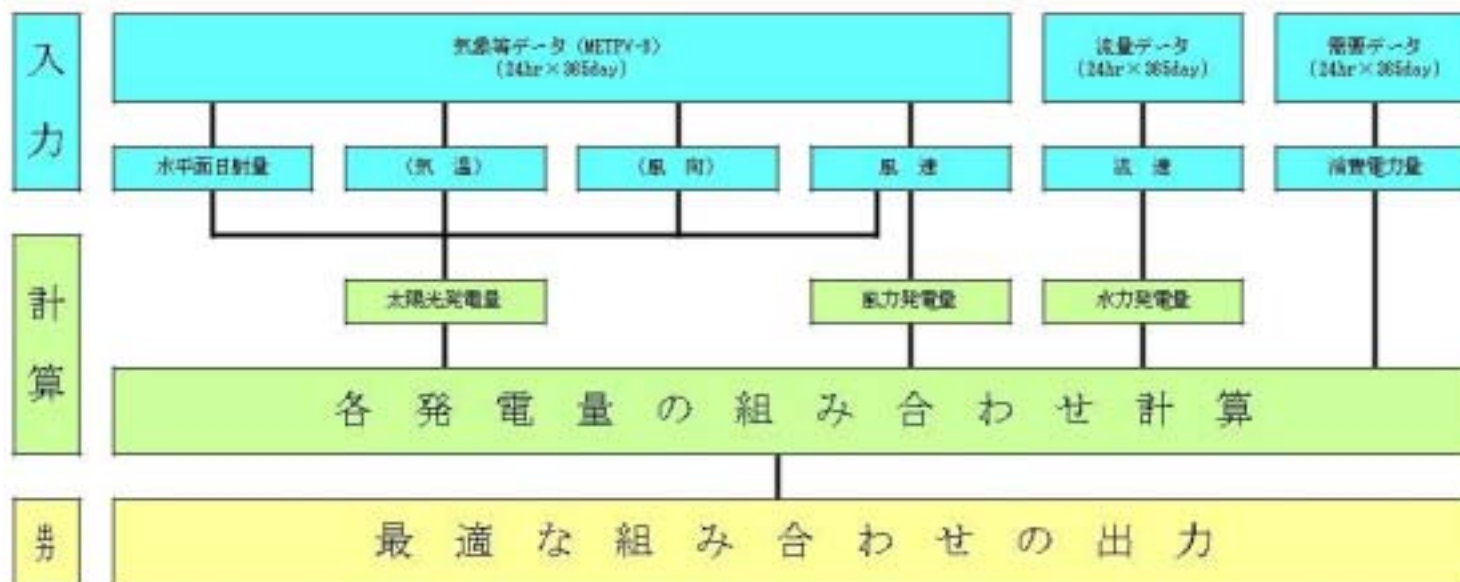 入力
気象等データ (METPV-3)
(24hr×365day)
流量データ
(24hr×365day)
需要データ
(24hr×365day)
水平面日射量
(気 温)
(風 向)
風 速
流 速
消費電力量
計算
太陽光発電量
風力発電量
水力発電量
各発電量の組み合わせ計算
出力
最適な組み合わせの出力